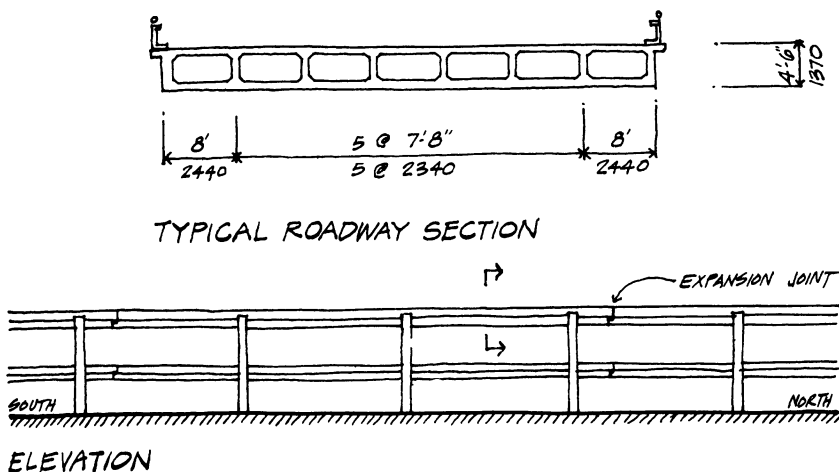 4'-6"
1370
8' 5 @ 7'-8" 8'
2440 5 @ 2340 2440
TYPICAL ROADWAY SECTION
EXPANSION JOINT
SOUTH NORTH
ELEVATION